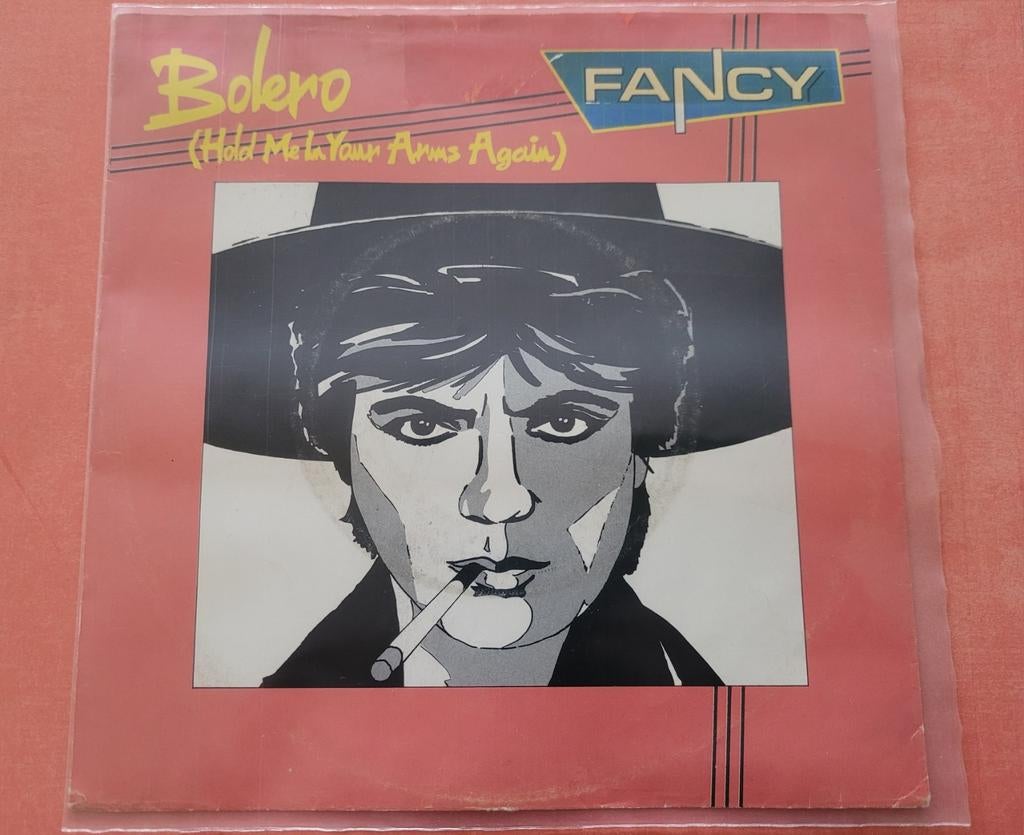 Bolero
(Hold Me In Your Arms Again)
FANCY